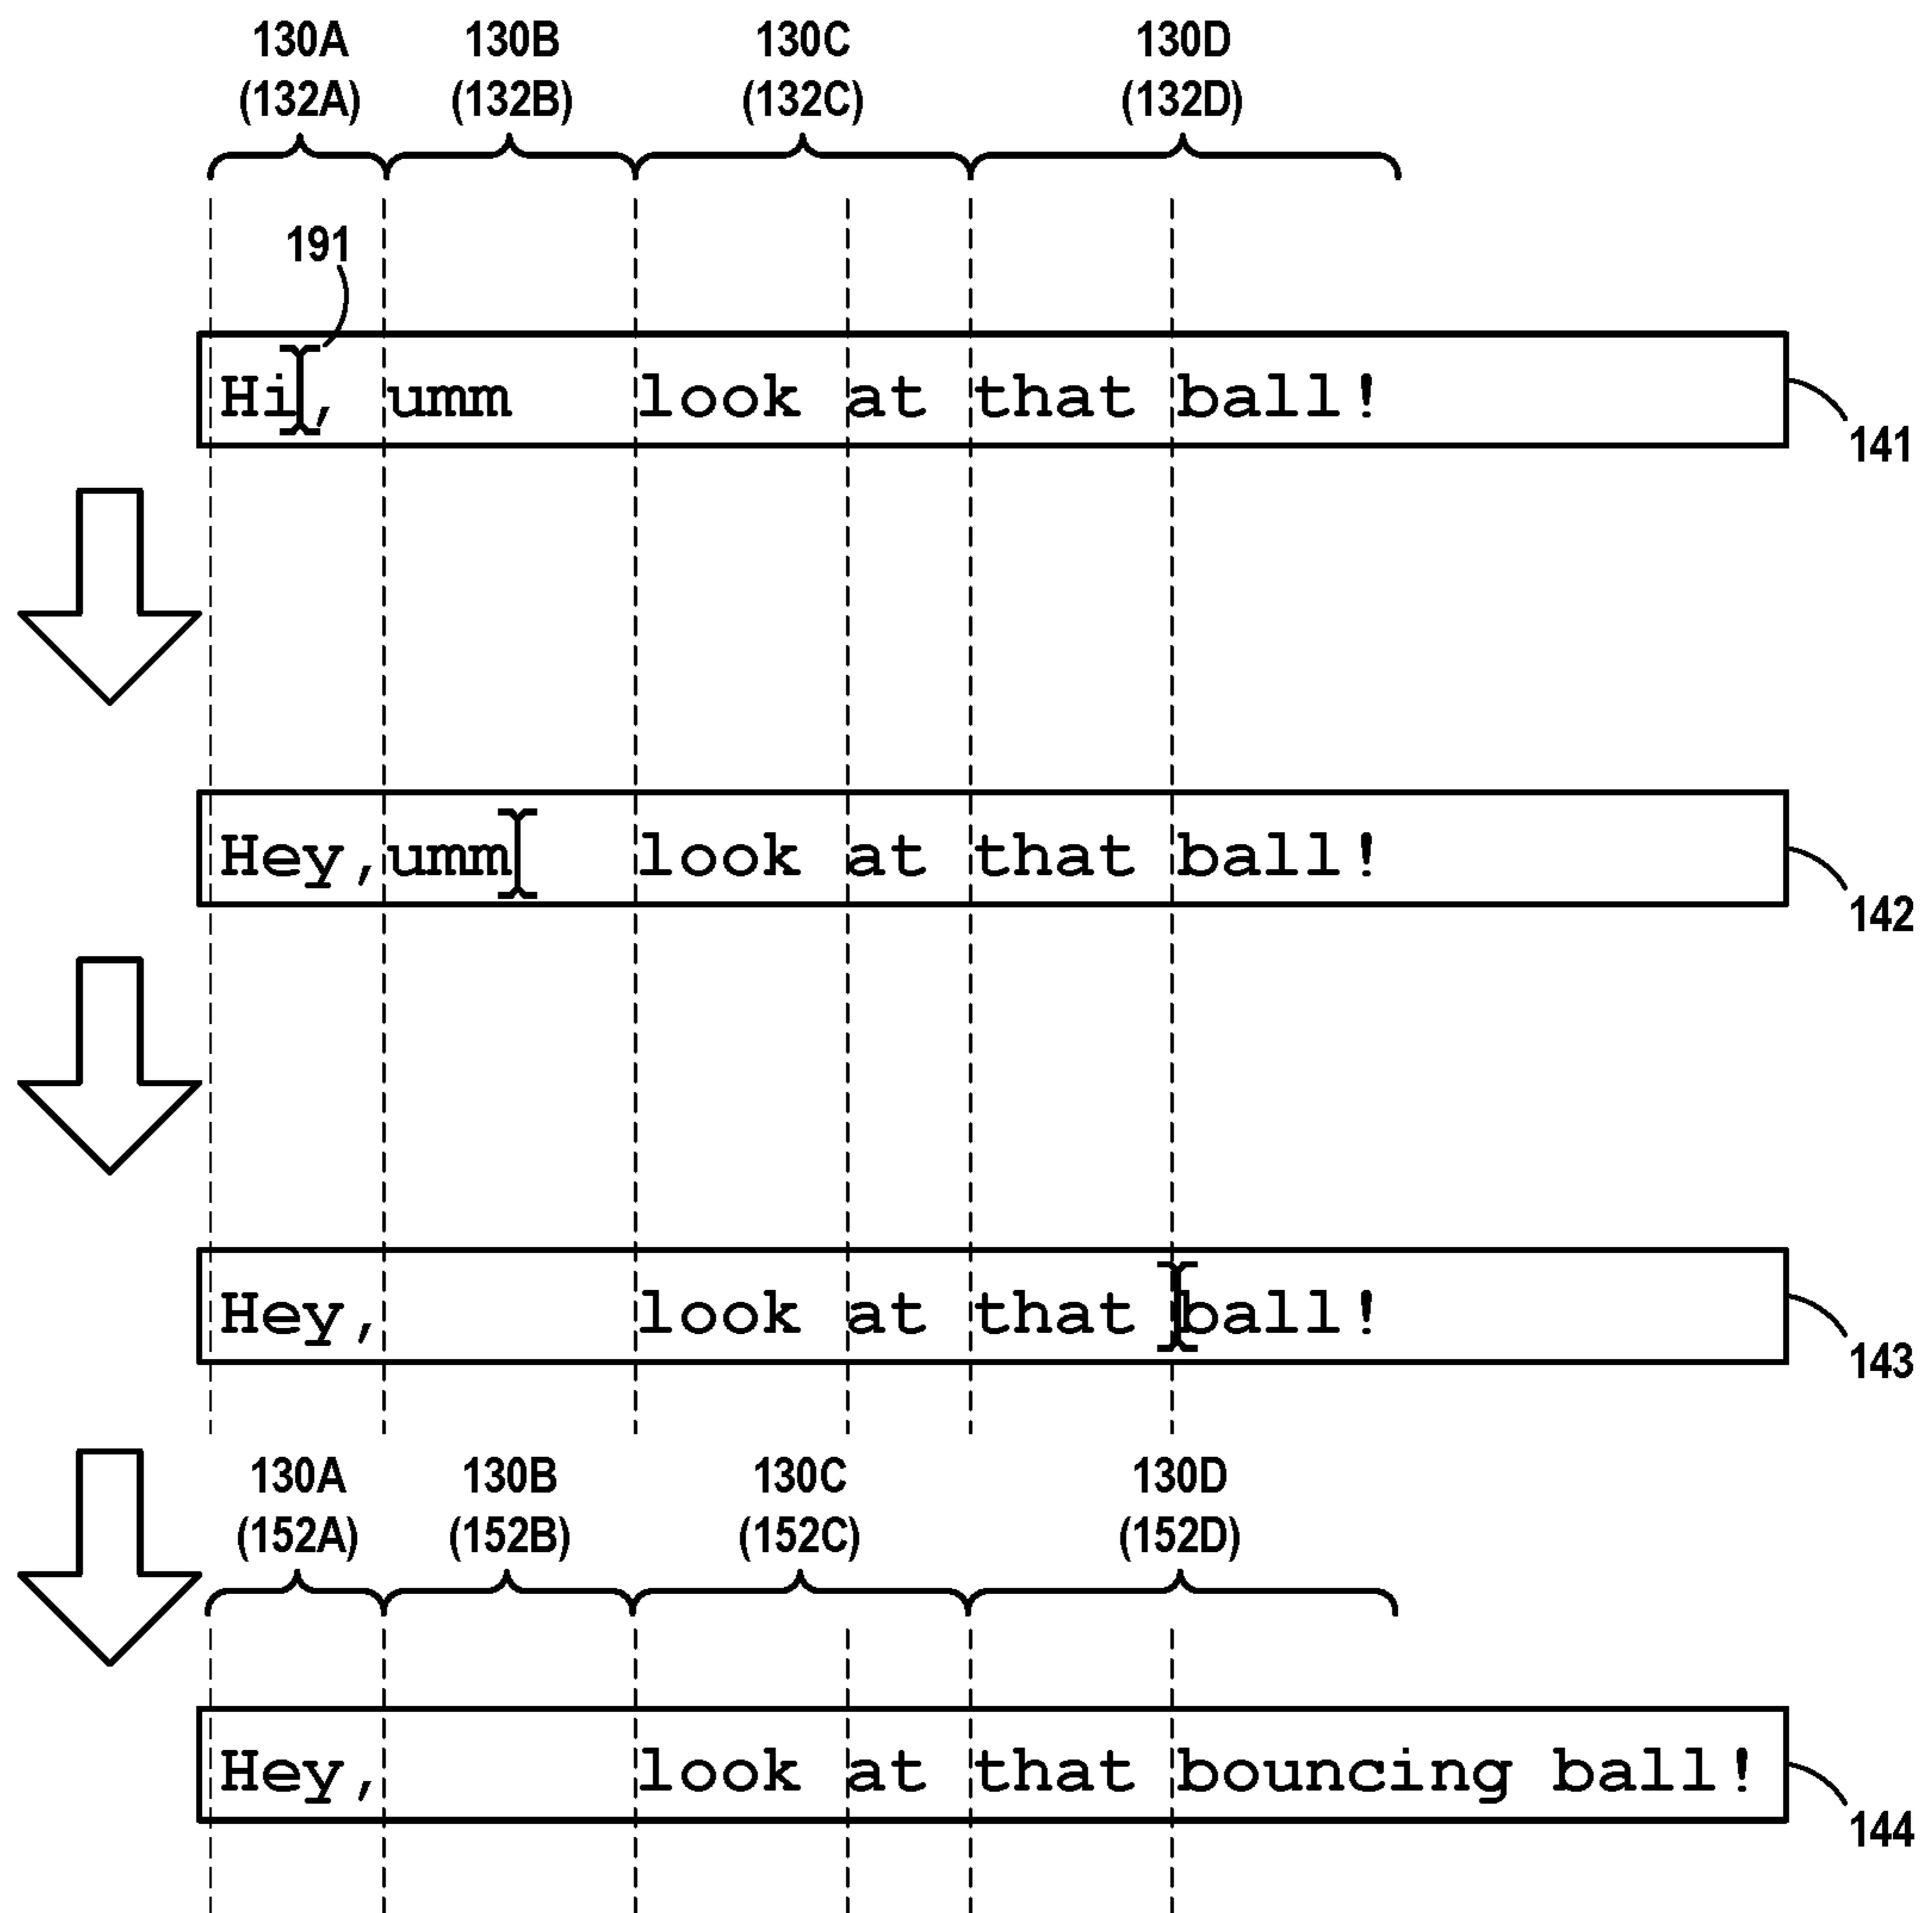 130A 130B 130C 130D
(132A) (132B) (132C) (132D)
191
Hi, umm look at that ball!
141
Hey,umm look at that ball!
142
Hey, look at that ball!
143
130A 130B 130C 130D
(152A) (152B) (152C) (152D)
Hey, look at that bouncing ball!
144